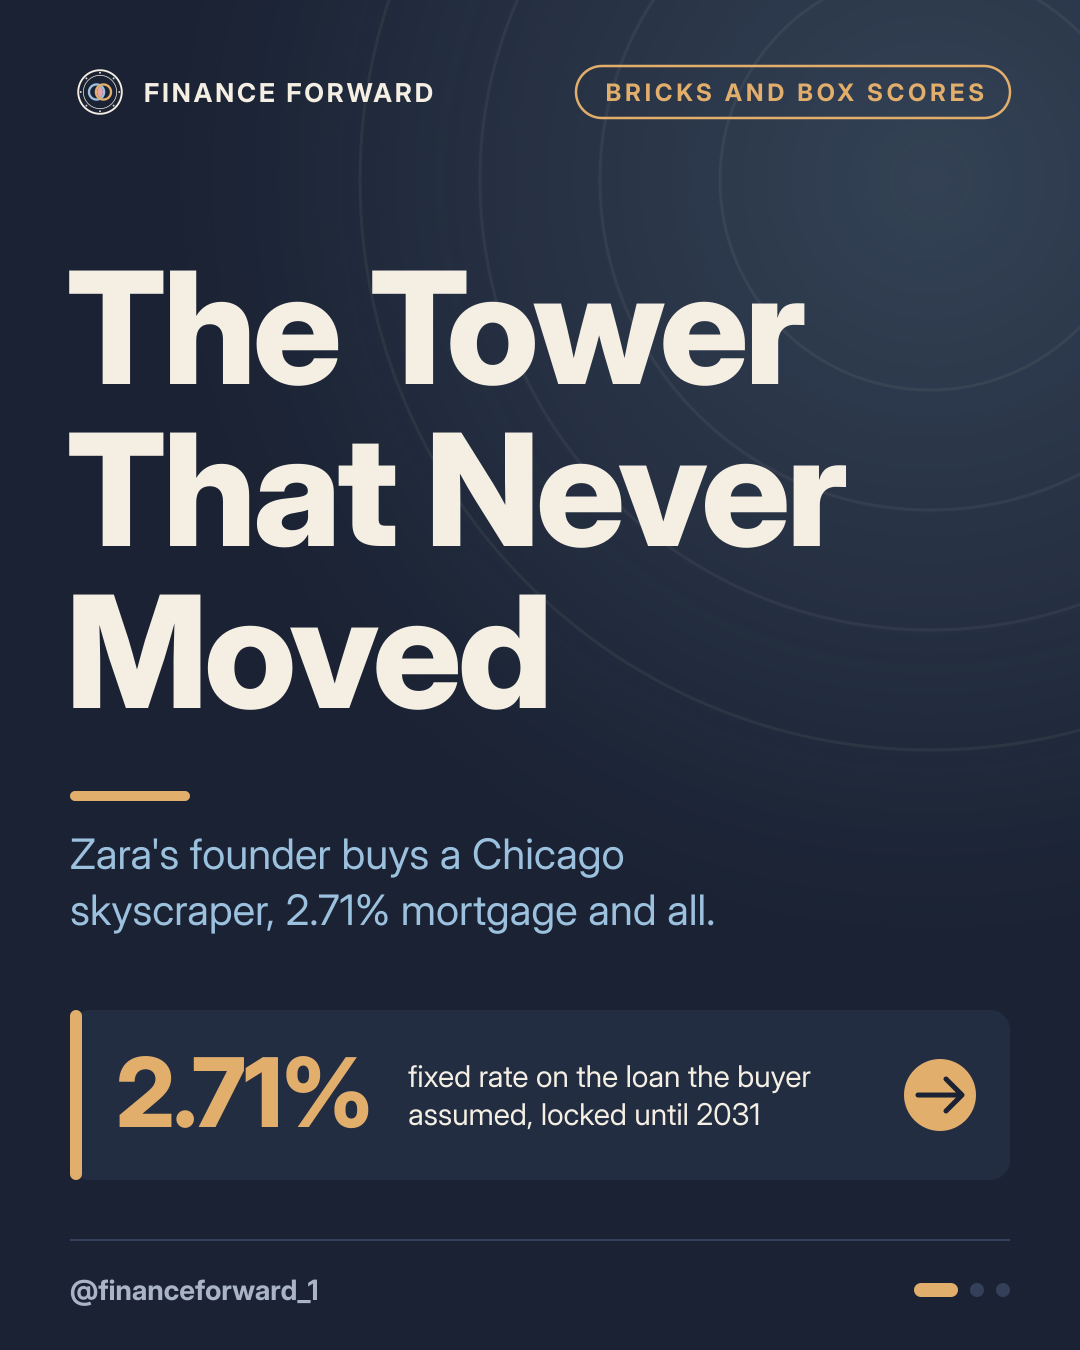 FINANCE FORWARD
BRICKS AND BOX SCORES
The Tower
That Never
Moved
Zara's founder buys a Chicago
skyscraper, 2.71% mortgage and all.
2.71%
fixed rate on the loan the buyer
assumed, locked until 2031
@financeforward_1